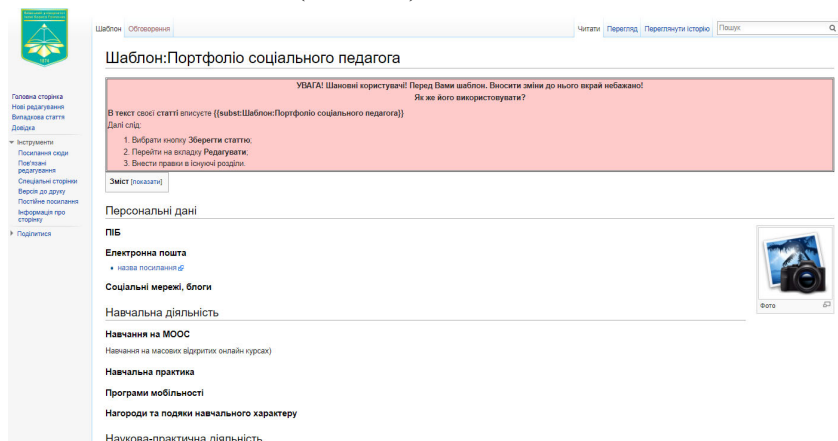 1874
Шаблон Обговорення
Читати Перегляд Переглянути історію Пошук
Шаблон:Портфоліо соціального педагога
УВАГА! Шановні користувачі! Перед Вами шаблон. Вносити зміни до нього вкрай небажано!
Як же його використовувати?
В текст своєї статті вписуєте {{subst:Шаблон:Портфоліо соціального педагога}}
Далі слід:
1. Вибрати кнопку Зберегти статтю;
2. Перейти на вкладку Редагувати;
3. Внести правки в існуючі розділи.
Зміст [показати]
Головна сторінка
Нові редагування
Випадкова стаття
Довідка
Інструменти
Посилання сюди
Пов'язані
редагування
Спеціальні сторінки
Версія до друку
Постійне посилання
Інформація про
сторінку
Поділитися
Персональні дані
ПІБ
Електронна пошта
назва посилання
Соціальні мережі, блоги
Фото
Навчальна діяльність
Навчання на МООС
Навчання на масових відкритих онлайн курсах)
Навчальна практика
Програми мобільності
Нагороди та подяки навчального характеру
Наукова-практична діяльність